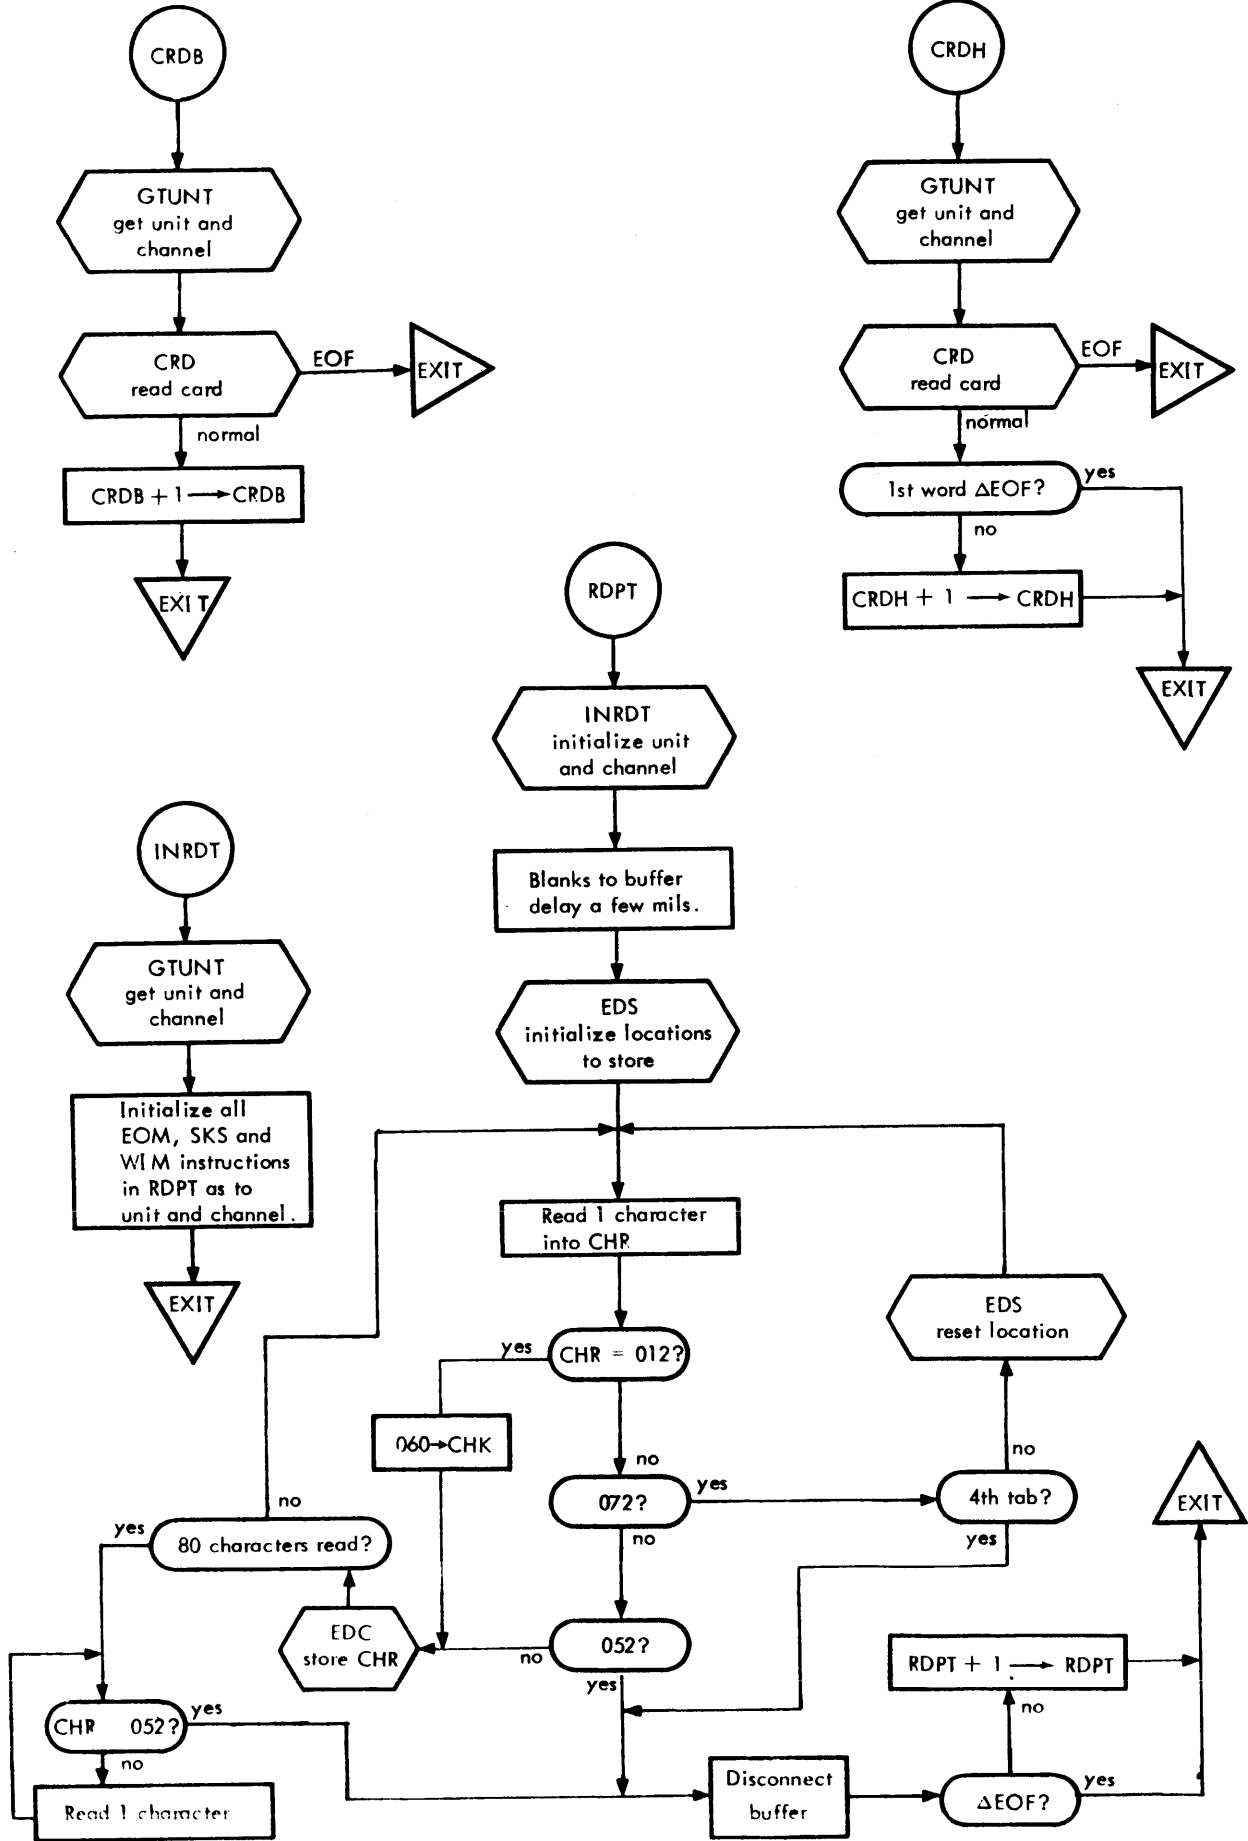 CRDB
GTUNT
get unit and
channel
CRD
read card
EOF
EXIT
normal
CRDB + 1 → CRDB
EXIT
CRDH
GTUNT
get unit and
channel
CRD
read card
EOF
EXIT
normal
1st word ΔEOF?
yes
no
CRDH + 1 → CRDH
EXIT
RDPT
INRDT
initialize unit
and channel
Blanks to buffer
delay a few mils.
EDS
initialize locations
to store
INRDT
GTUNT
get unit and
channel
Initialize all
EOM, SKS and
WIM instructions
in RDPT as to
unit and channel.
EXIT
Read 1 character
into CHR
CHR = 012?
yes
060→CHK
no
072?
yes
no
4th tab?
no
yes
EDS
reset location
EXIT
052?
no
yes
EDC
store CHR
80 characters read?
no
yes
CHR 052?
yes
no
Read 1 character
Disconnect
buffer
ΔEOF?
yes
no
RDPT + 1 → RDPT